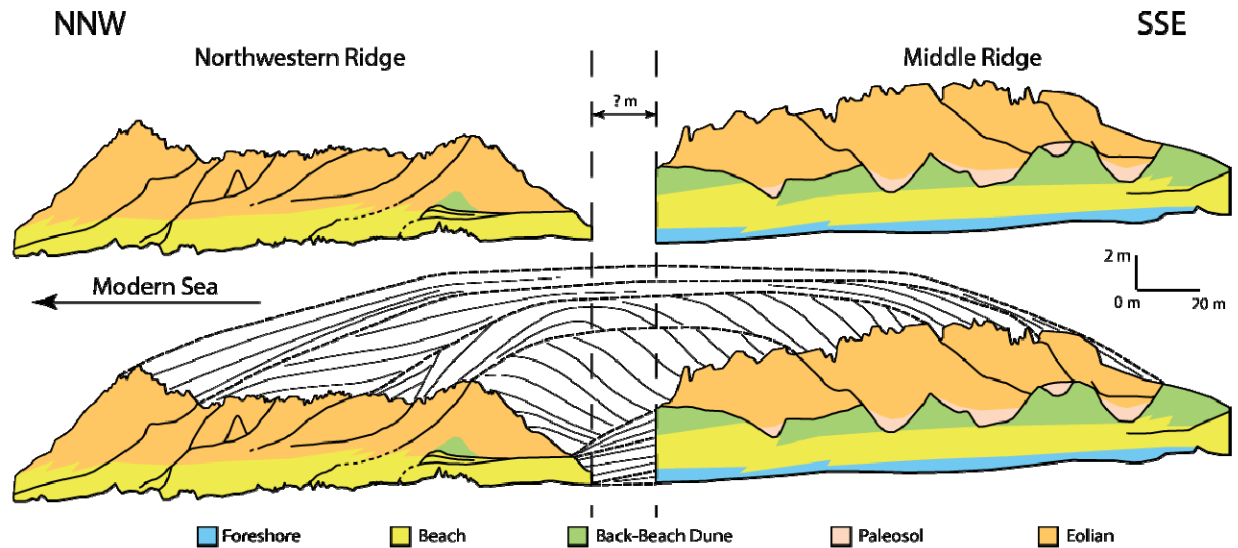 NNW
SSE
Northwestern Ridge
Middle Ridge
? m
Modern Sea
2 m
0 m
20 m
Foreshore
Beach
Back-Beach Dune
Paleosol
Eolian